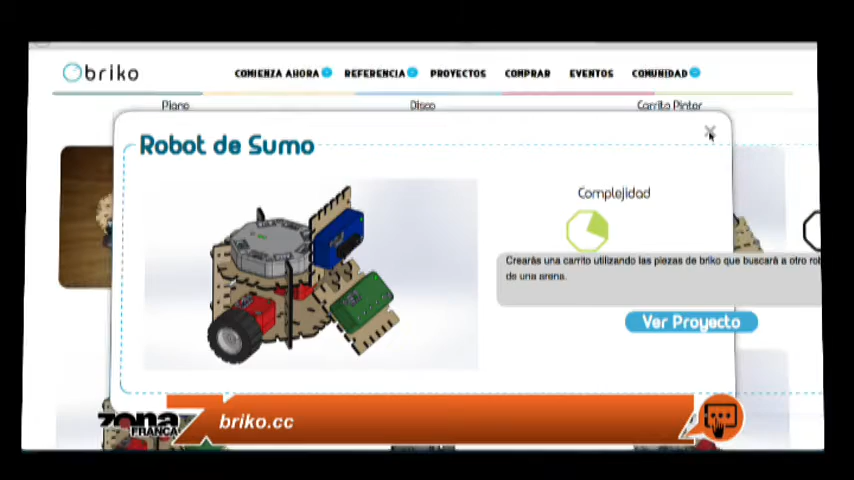 briko
COMIENZA AHORA REFERENCIA PROYECTOS COMPRAR EVENTOS COMUNIDAD
Piano Disco Carrito Pintor
Robot de Sumo
Complejidad
Crearás una carrito utilizando las piezas de briko que buscará a otro
de una arena.
Ver Proyecto
zona
FRANCA
briko.cc